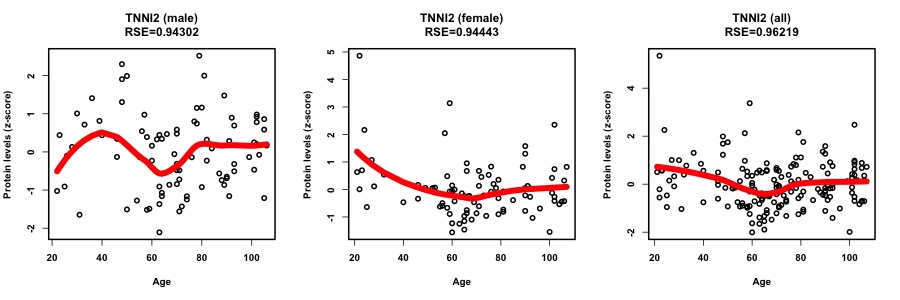 TNNI2 (male)
RSE=0.94302
Protein levels (z-score)
2
1
0
-1
-2
20
40
60
80
100
Age
TNNI2 (female)
RSE=0.94443
Protein levels (z-score)
5
4
3
2
1
0
-1
20
40
60
80
100
Age
TNNI2 (all)
RSE=0.96219
Protein levels (z-score)
4
2
0
-2
20
40
60
80
100
Age